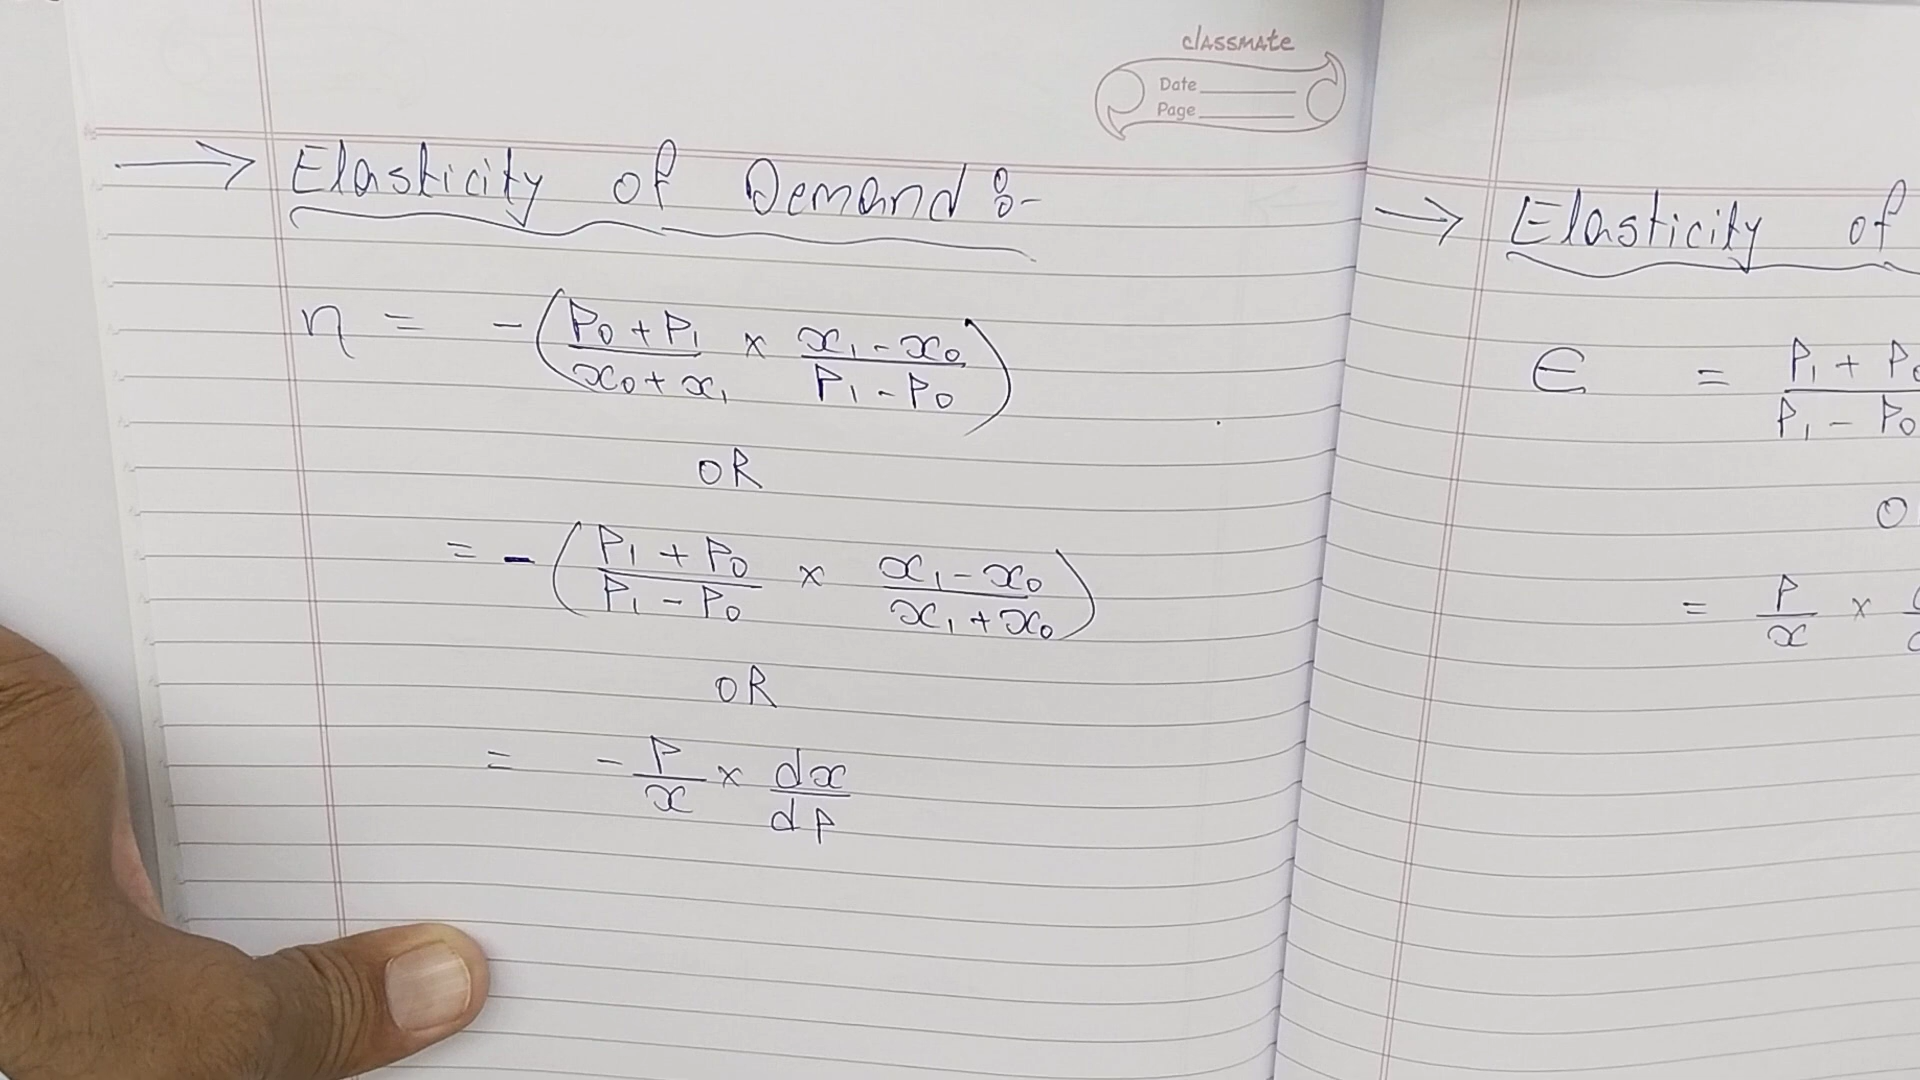 classmate
Date
Page
→ Elasticity of Demand :-
η = -(P₀ + P₁ / x₀ + x₁ × x₁ - x₀ / P₁ - P₀)
OR
= -(P₁ + P₀ / P₁ - P₀ × x₁ - x₀ / x₁ + x₀)
OR
= - P / x × dx / dP
→ Elasticity of
∈ = P₁ + P₀ / P₁ - P₀
= P / x ×